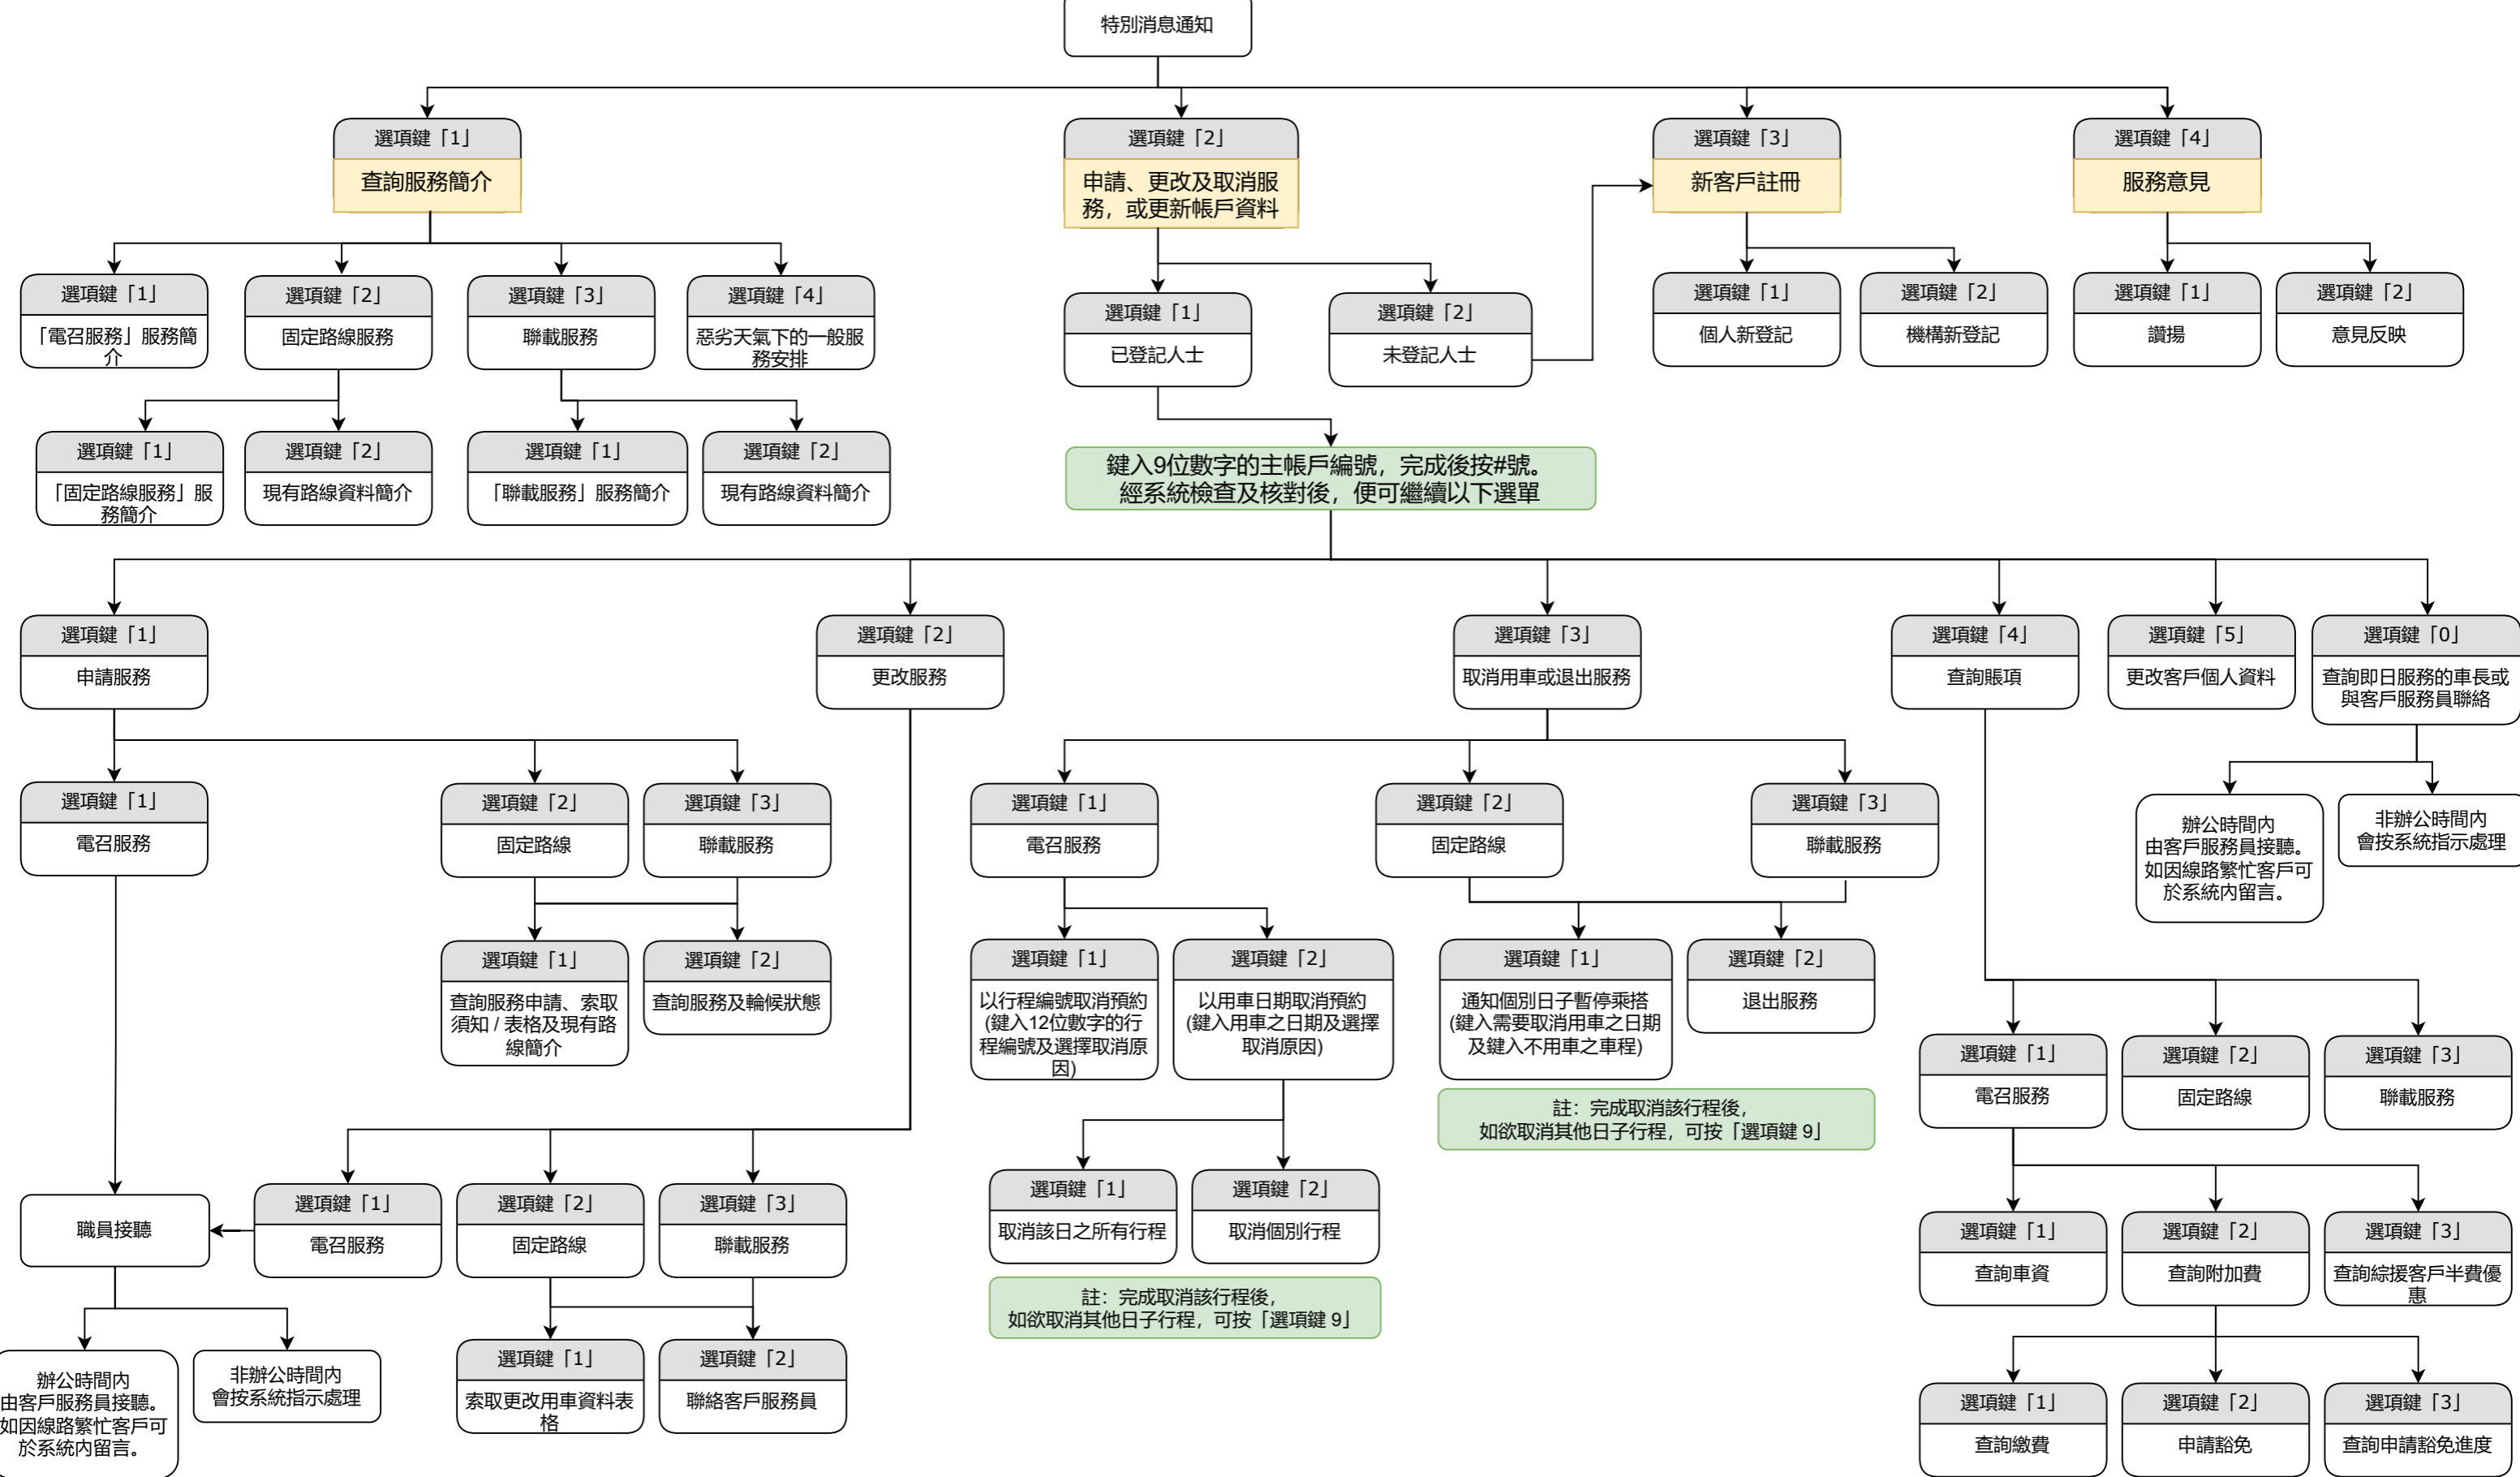 特別消息通知
選項鍵「1」
查詢服務簡介
選項鍵「2」
申請、更改及取消服
務，或更新帳戶資料
選項鍵「3」
新客戶註冊
選項鍵「4」
服務意見
選項鍵「1」
「電召服務」服務簡
介
選項鍵「2」
固定路線服務
選項鍵「3」
聯載服務
選項鍵「4」
惡劣天氣下的一般服
務安排
選項鍵「1」
已登記人士
選項鍵「2」
未登記人士
選項鍵「1」
個人新登記
選項鍵「2」
機構新登記
選項鍵「1」
讚揚
選項鍵「2」
意見反映
選項鍵「1」
「固定路線服務」服
務簡介
選項鍵「2」
現有路線資料簡介
選項鍵「1」
「聯載服務」服務簡介
選項鍵「2」
現有路線資料簡介
鍵入9位數字的主帳戶編號，完成後按#號。
經系統檢查及核對後，便可繼續以下選單
選項鍵「1」
申請服務
選項鍵「2」
更改服務
選項鍵「3」
取消用車或退出服務
選項鍵「4」
查詢賬項
選項鍵「5」
更改客戶個人資料
選項鍵「0」
查詢即日服務的車長或
與客戶服務員聯絡
選項鍵「1」
電召服務
選項鍵「2」
固定路線
選項鍵「3」
聯載服務
選項鍵「1」
電召服務
選項鍵「2」
固定路線
選項鍵「3」
聯載服務
辦公時間內
由客戶服務員接聽。
如因線路繁忙客戶可
於系統內留言。
非辦公時間內
會按系統指示處理
選項鍵「1」
查詢服務申請、索取
須知 / 表格及現有路
線簡介
選項鍵「2」
查詢服務及輪候狀態
選項鍵「1」
以行程編號取消預約
(鍵入12位數字的行
程編號及選擇取消原
因)
選項鍵「2」
以用車日期取消預約
(鍵入用車之日期及選擇
取消原因)
選項鍵「1」
通知個別日子暫停乘搭
(鍵入需要取消用車之日期
及鍵入不用車之車程)
選項鍵「2」
退出服務
註：完成取消該行程後，
如欲取消其他日子行程，可按「選項鍵 9」
選項鍵「1」
電召服務
選項鍵「2」
固定路線
選項鍵「3」
聯載服務
職員接聽
選項鍵「1」
電召服務
選項鍵「2」
固定路線
選項鍵「3」
聯載服務
選項鍵「1」
取消該日之所有行程
選項鍵「2」
取消個別行程
註：完成取消該行程後，
如欲取消其他日子行程，可按「選項鍵 9」
選項鍵「1」
查詢車資
選項鍵「2」
查詢附加費
選項鍵「3」
查詢綜援客戶半費優
惠
辦公時間內
由客戶服務員接聽。
如因線路繁忙客戶可
於系統內留言。
非辦公時間內
會按系統指示處理
選項鍵「1」
索取更改用車資料表
格
選項鍵「2」
聯絡客戶服務員
選項鍵「1」
查詢繳費
選項鍵「2」
申請豁免
選項鍵「3」
查詢申請豁免進度